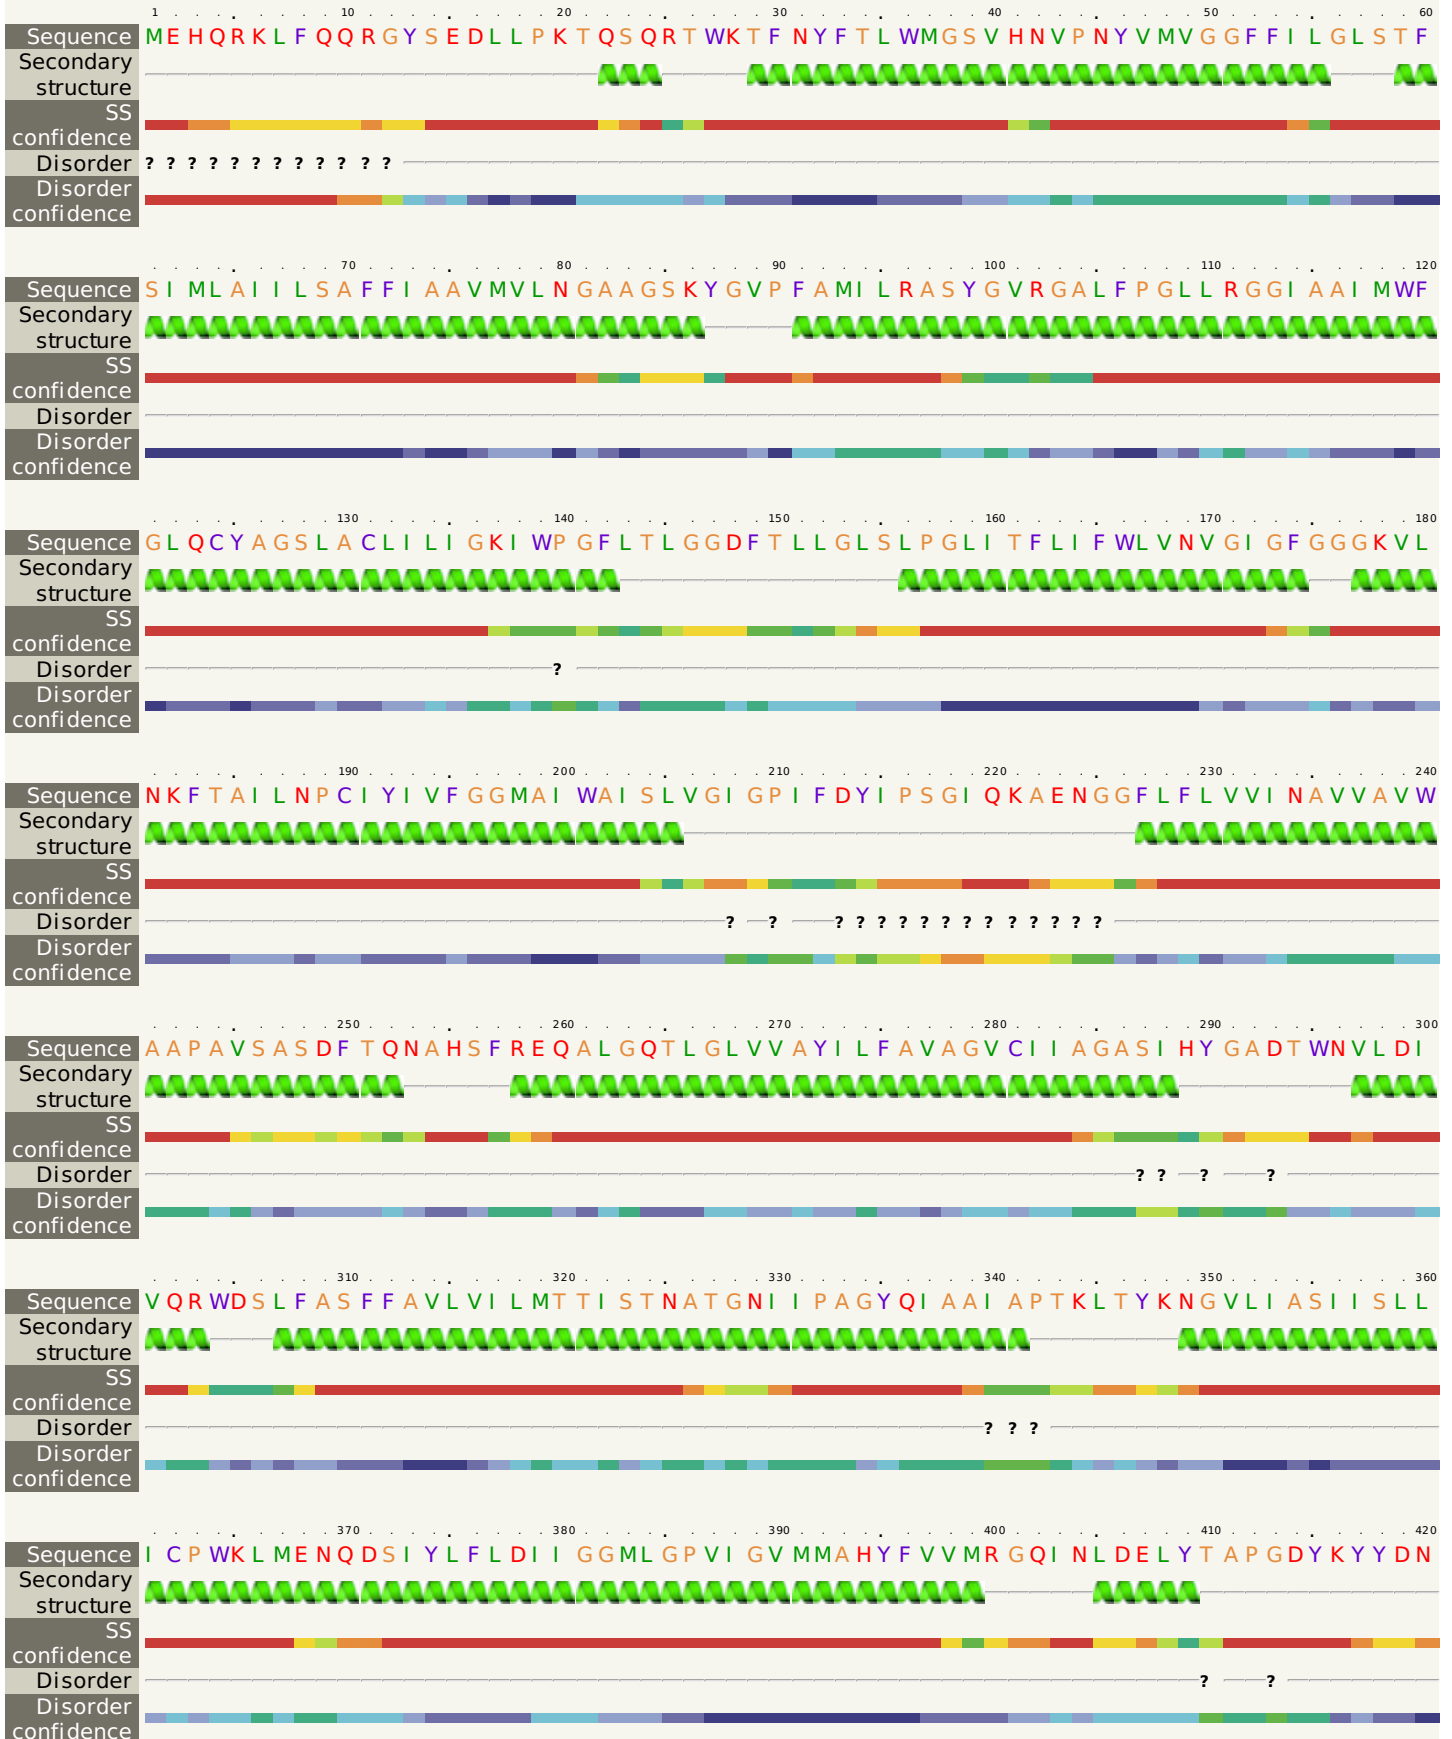 1 10 20 30 40 50 60
Sequence MEHQRKLFQQRGYSEDLLPKTQSQRTWKTFNYFTLWMGSVHNVPNYVMVGGFFILGLSTF
Secondary
structure
SS
confidence
Disorder ? ? ? ? ? ? ? ? ? ? ? ?
Disorder
confidence
70 80 90 100 110 120
Sequence SIMLAIILSAFFIAAVMVLNGAAGSKYGVPFAMILRASYGVRGALFPGLLRGGIAAIMWF
Secondary
structure
SS
confidence
Disorder
Disorder
confidence
130 140 150 160 170 180
Sequence GLQCYAGSLACLILIGKIWPGFLTLGGDFTLLGLSLPGLITFLIFWLVNVGIGFGGGKVL
Secondary
structure
SS
confidence
Disorder ?
Disorder
confidence
190 200 210 220 230 240
Sequence NKFTAILNPCIYIVFGGMAIWAISLVGIGPIFDYIPSGIQKAENGGFLFLVVINAVVAVW
Secondary
structure
SS
confidence
Disorder ? ? ? ? ? ? ? ? ? ? ? ? ? ? ?
Disorder
confidence
250 260 270 280 290 300
Sequence AAPAVSASDFTQNAHSFREQALGQTLGLVVAYILFAVAGVCIIAGASIHYGADTWNVLDI
Secondary
structure
SS
confidence
Disorder ? ? ? ?
Disorder
confidence
310 320 330 340 350 360
Sequence VQRWDSLFASFFAVLVILMTTISTNATGNIIPAGYQIAAIAPTKLTYKNGVLIASIISLL
Secondary
structure
SS
confidence
Disorder ? ? ?
Disorder
confidence
370 380 390 400 410 420
Sequence ICPWKLMENQDSIYLFLDIIGGMLGPVIGVMMAHYFVVMRGQINLDELYTAPGDYKYYDN
Secondary
structure
SS
confidence
Disorder ? ?
Disorder
confidence